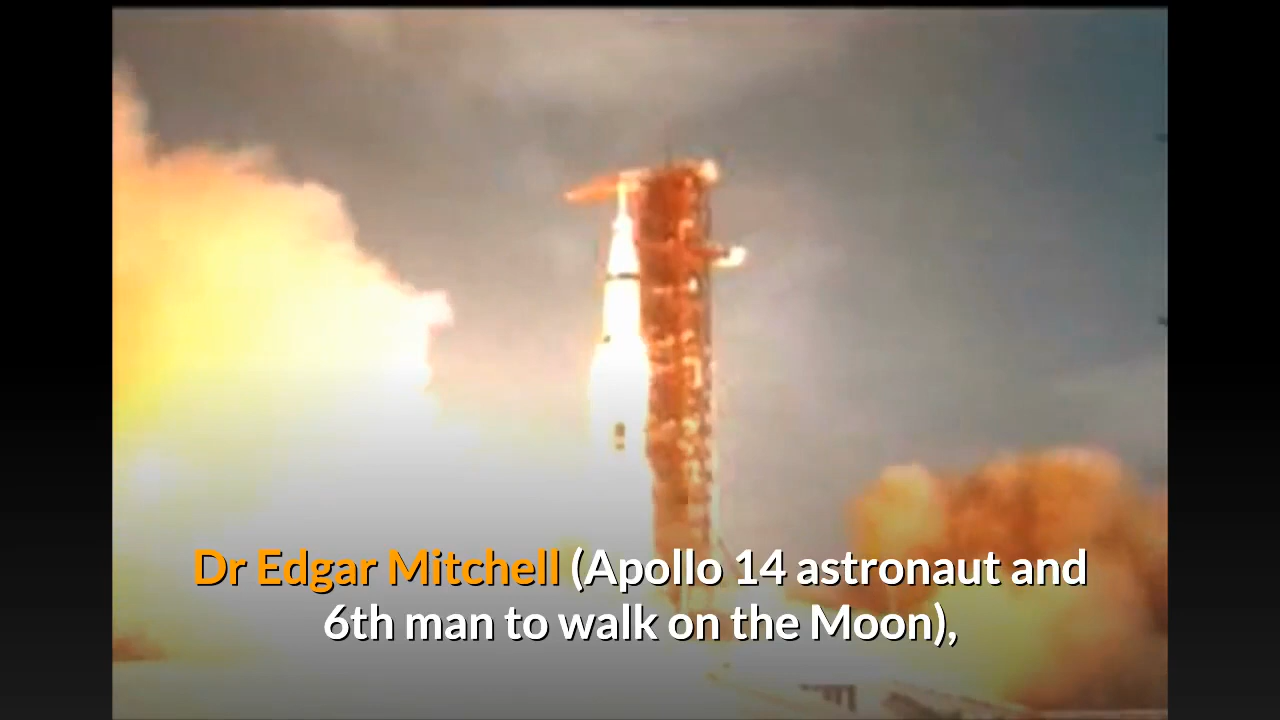 Dr Edgar Mitchell (Apollo 14 astronaut and
6th man to walk on the Moon),